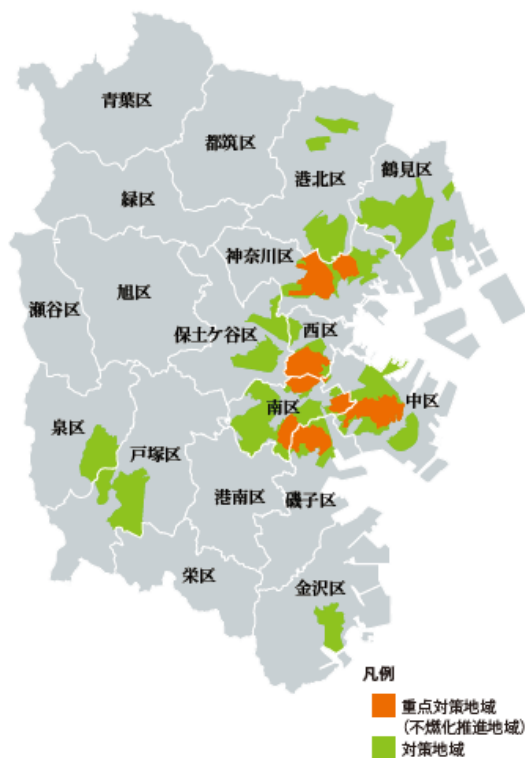 青葉区
都筑区
港北区
鶴見区
緑区
神奈川区
瀬谷区
旭区
保土ケ谷区
西区
泉区
戸塚区
南区
中区
港南区
磯子区
栄区
金沢区
凡例
重点対策地域
(不燃化推進地域)
対策地域